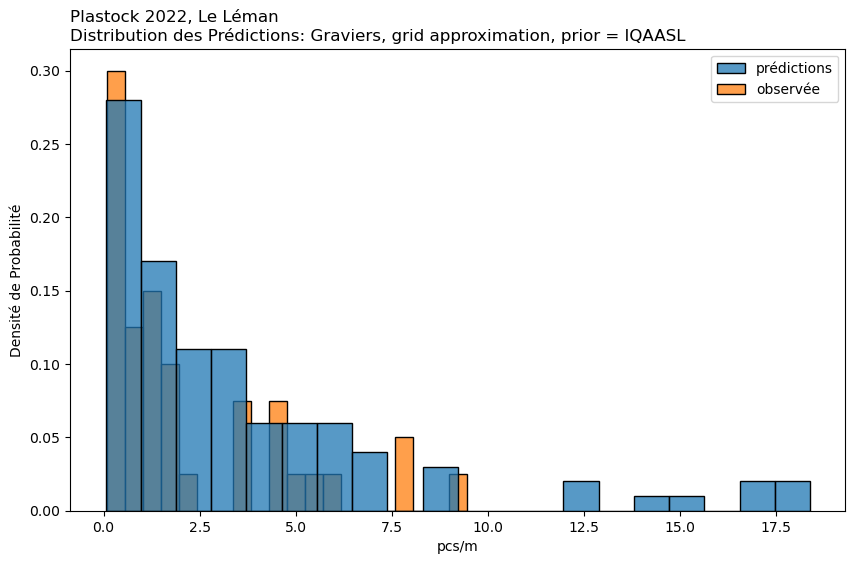 Plastock 2022, Le Léman
Distribution des Prédictions: Graviers, grid approximation, prior = IQAASL
prédictions
observée
Densité de Probabilité
0.30
0.25
0.20
0.15
0.10
0.05
0.00
0.0 2.5 5.0 7.5 10.0 12.5 15.0 17.5
pcs/m